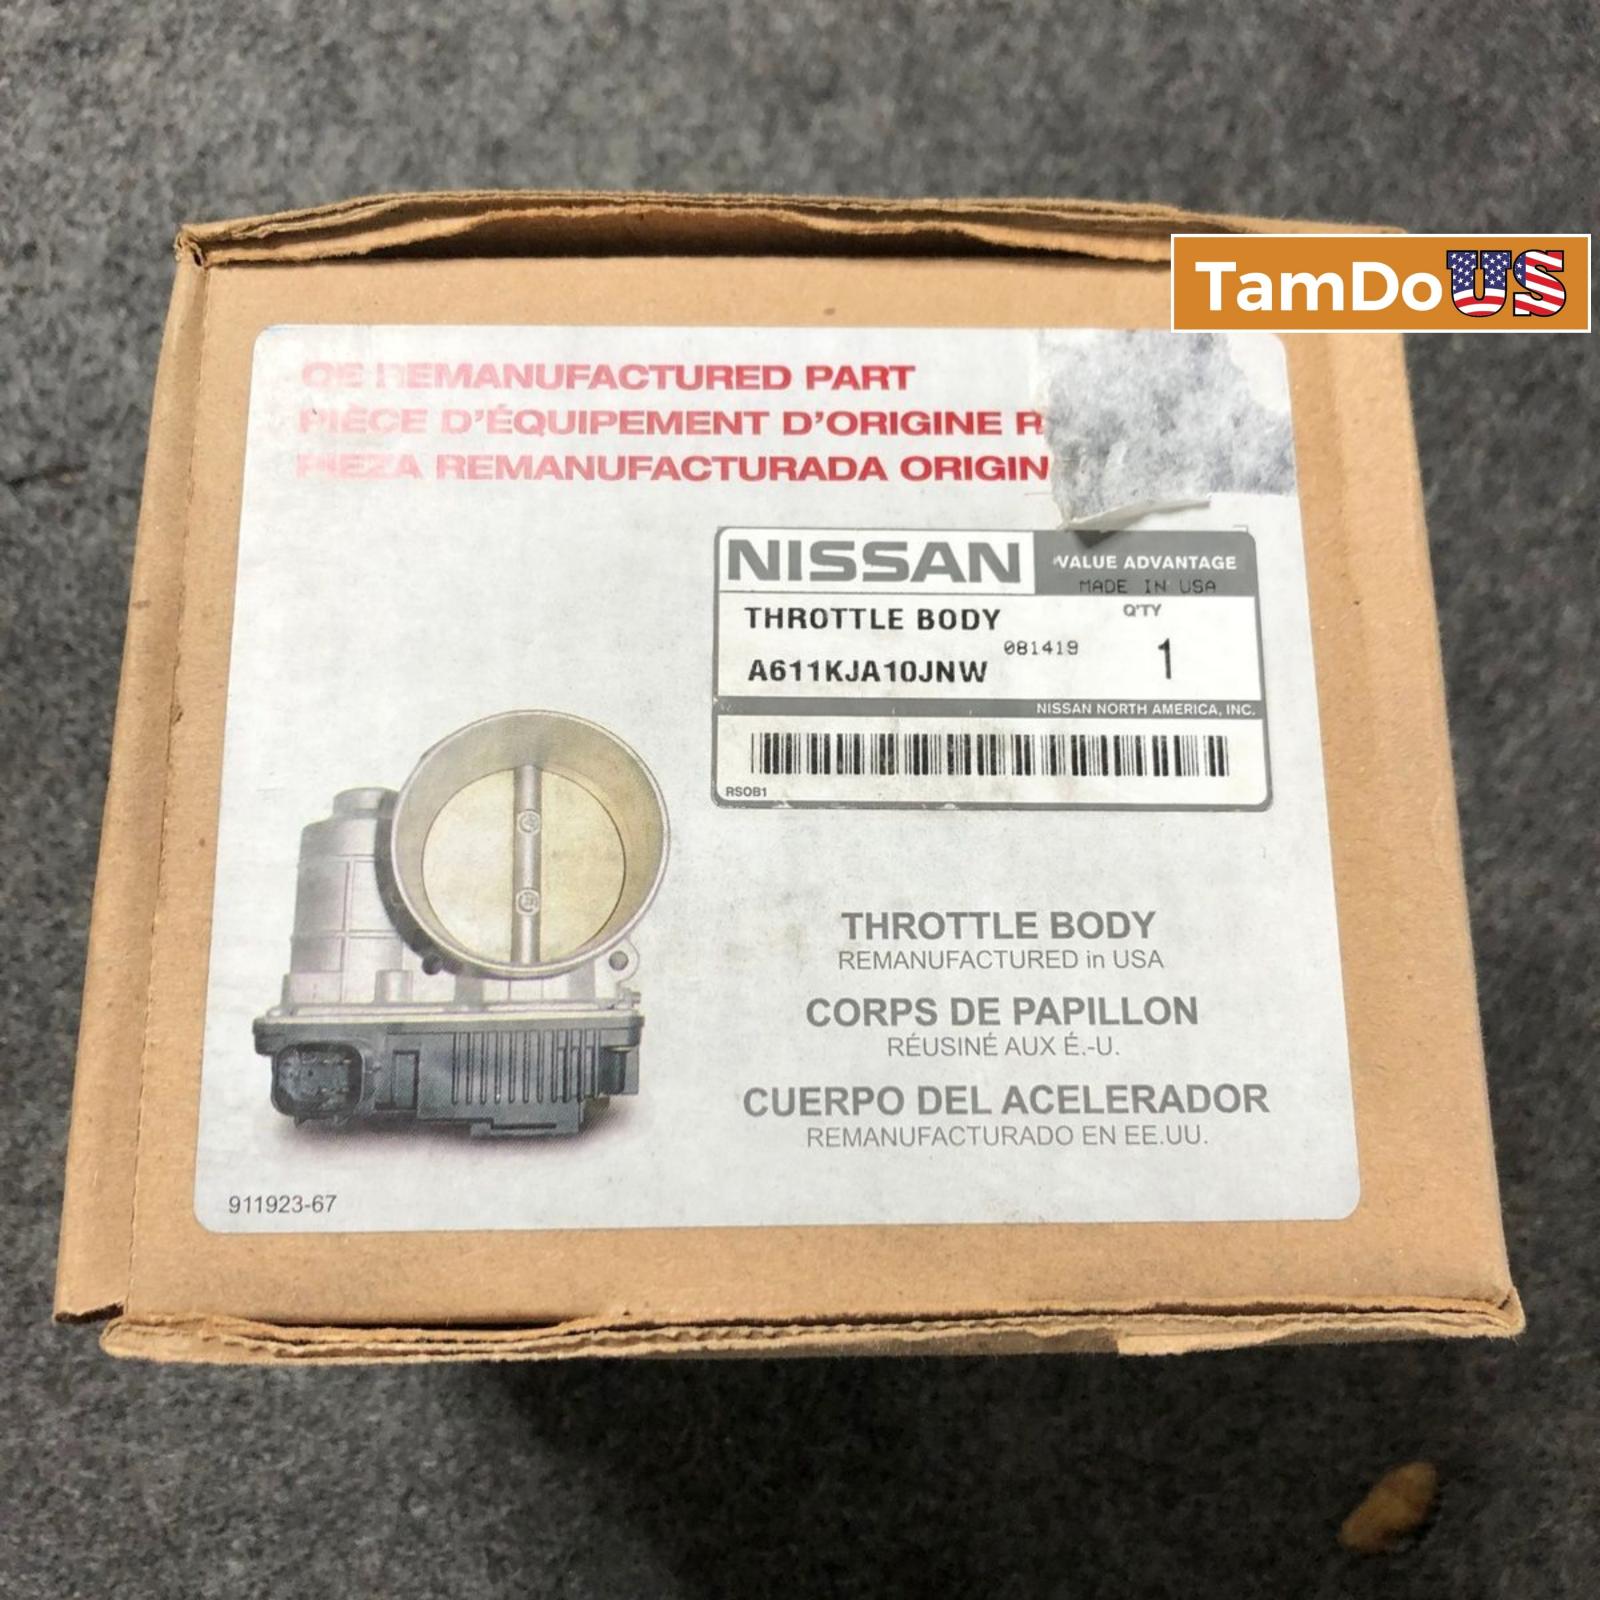 TamDoUS
OE REMANUFACTURED PART
PIÈCE D'ÉQUIPEMENT D'ORIGINE R
PIEZA REMANUFACTURADA ORIGIN
NISSAN
VALUE ADVANTAGE
MADE IN USA
THROTTLE BODY
Q'TY
081419
1
A611KJA10JNW
NISSAN NORTH AMERICA, INC.
RSOB1
THROTTLE BODY
REMANUFACTURED in USA
CORPS DE PAPILLON
RÉUSINÉ AUX É.-U.
CUERPO DEL ACELERADOR
REMANUFACTURADO EN EE.UU.
911923-67